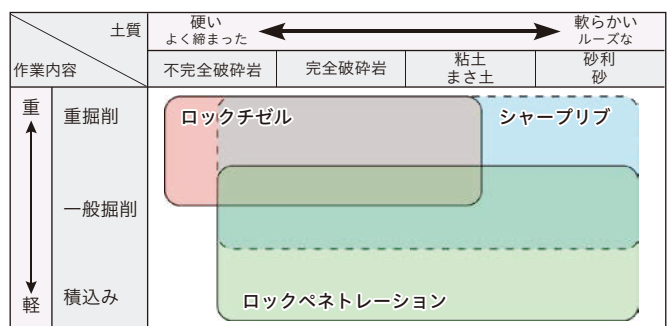 土質
硬い
よく締まった
軟らかい
ルーズな
作業内容
不完全破砕岩
完全破砕岩
粘土
まさ土
砂利
砂
重
重掘削
ロックチゼル
シャープリブ
一般掘削
軽
積込み
ロックペネトレーション